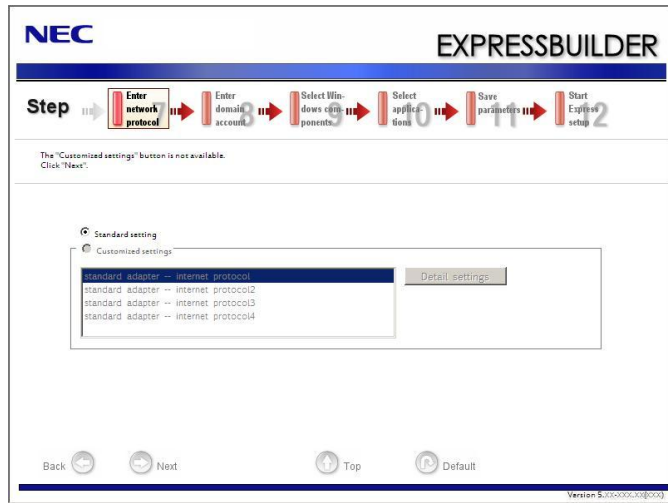 NEC
EXPRESSBUILDER
Step
Enter network protocol 7
Enter domain account 8
Select Win-dows com-ponents 9
Select applica-tions 10
Save parameters 11
Start Express setup 12
The "Customized settings" button is not available.
Click "Next".
Standard setting
Customized settings
standard adapter -- internet protocol
standard adapter -- internet protocol2
standard adapter -- internet protocol3
standard adapter -- internet protocol4
Detail settings
Back
Next
Top
Default
Version 5.XX-XXX.XX(XXX)